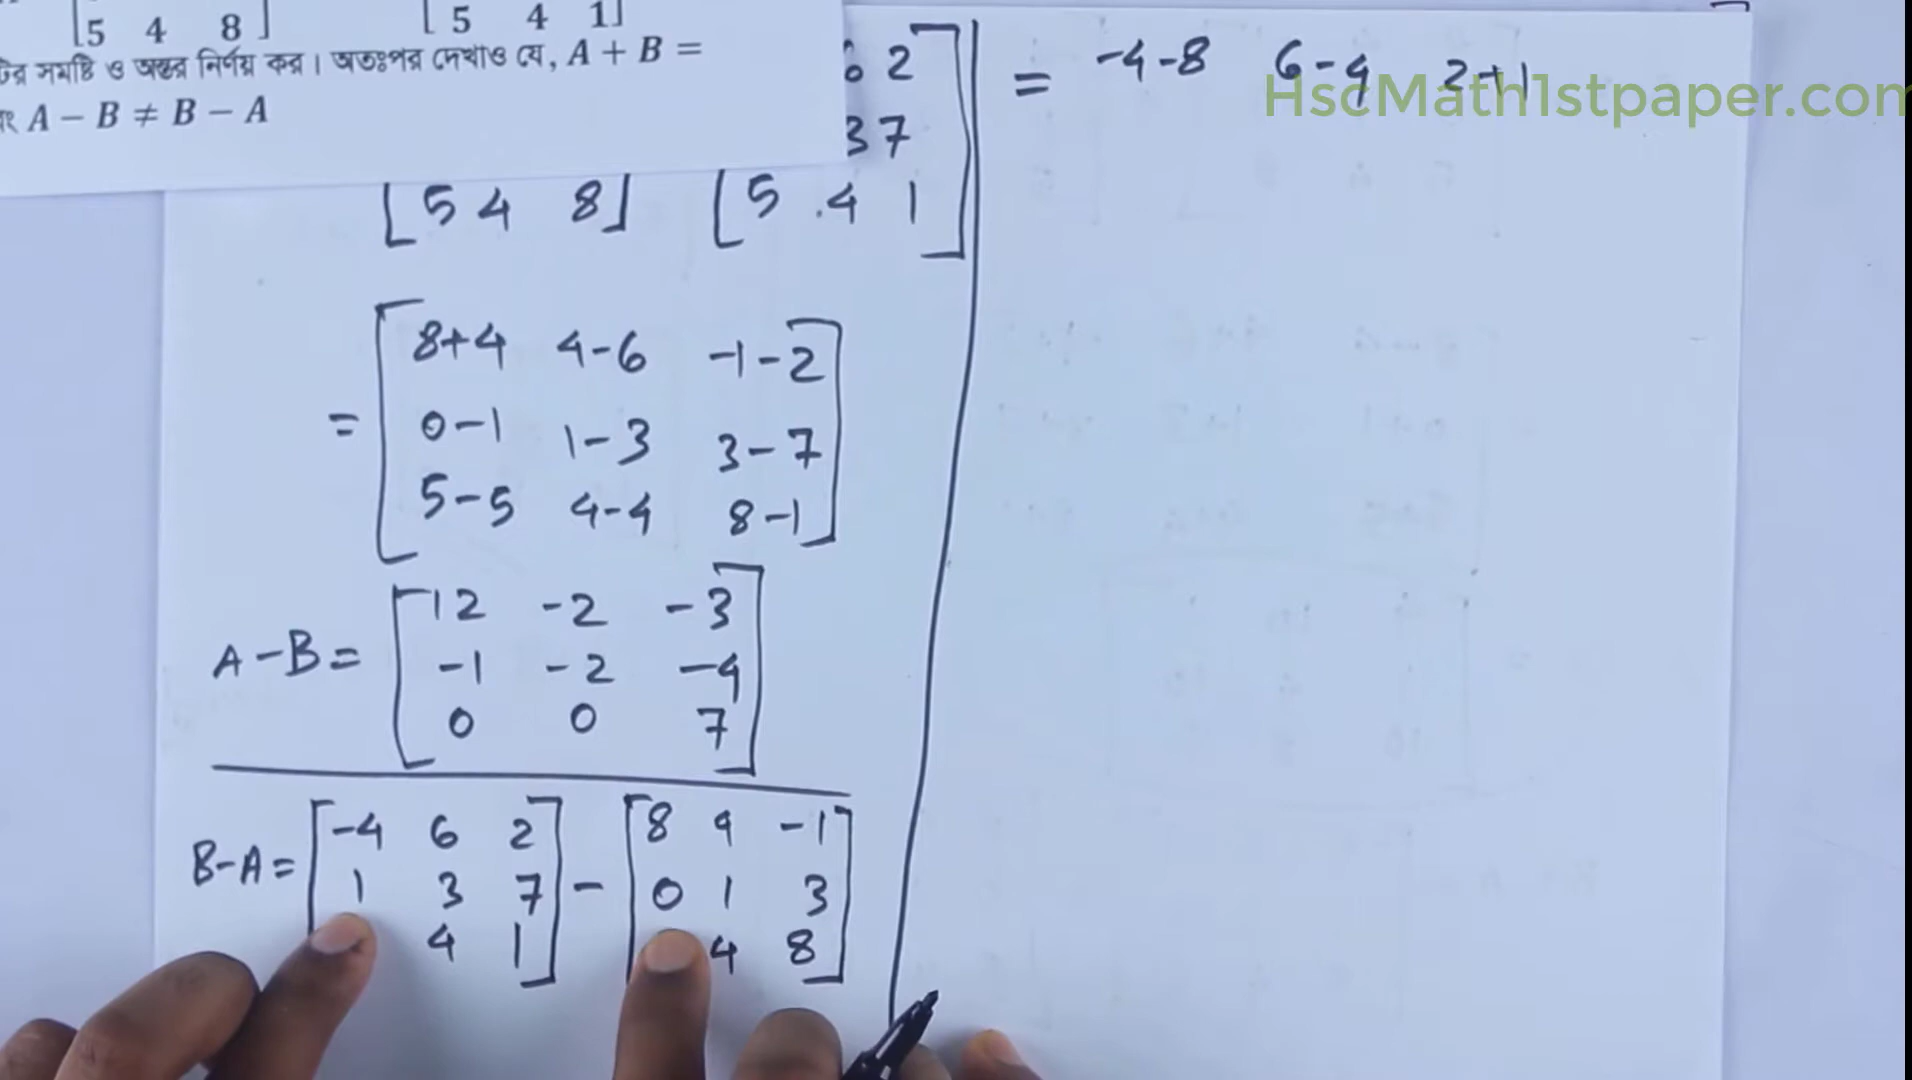 5 4 8 5 4 1
সমষ্টি ও অন্তর নির্ণয় কর। অতঃপর দেখাও যে, A + B =
A − B ≠ B − A
2
37
[5 4 8] [5 .4 1]
= [8+4 4-6 -1-2
0-1 1-3 3-7
5-5 4-4 8-1]
A-B= [12 -2 -3
-1 -2 -4
0 0 7]
B-A= [-4 6 2] - [8 4 -1]
1 3 7 0 1 3
4 1 4 8
= -4-8 6-4 2+1
HscMath1stpaper.com